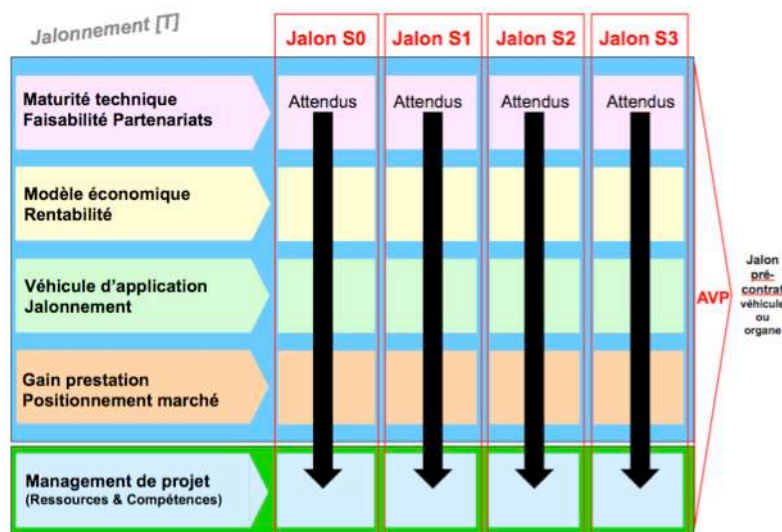 Jalonnement [T]
Jalon S0
Jalon S1
Jalon S2
Jalon S3
Maturité technique
Faisabilité Partenariats
Attendus
Attendus
Attendus
Attendus
Modèle économique
Rentabilité
Véhicule d'application
Jalonnement
Gain prestation
Positionnement marché
Management de projet
(Ressources & Compétences)
AVP
Jalon
pré-
contrat
véhicule
ou
organe